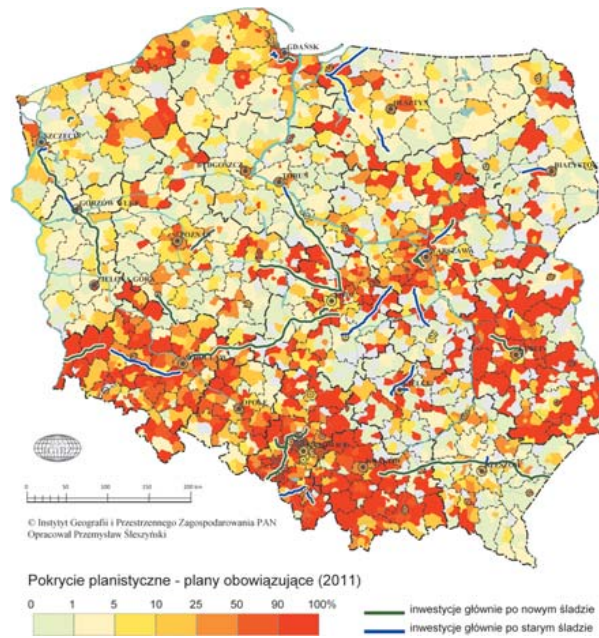 GDAŃSK
OLSZTYN
SZCZECIN
BIAŁYSTOK
BYDGOSZCZ
TORUŃ
GORZÓW WLKP.
POZNAŃ
WARSZAWA
ZIELONA GÓRA
OPOLE
RZESZÓW
IGiPZ
0 50 100 150 200 km
© Instytut Geografii i Przestrzennego Zagospodarowania PAN
Opracował Przemysław Śleszyński
Pokrycie planistyczne - plany obowiązujące (2011)
0 1 5 10 25 50 90 100%
inwestycje głównie po nowym śladzie
inwestycje głównie po starym śladzie